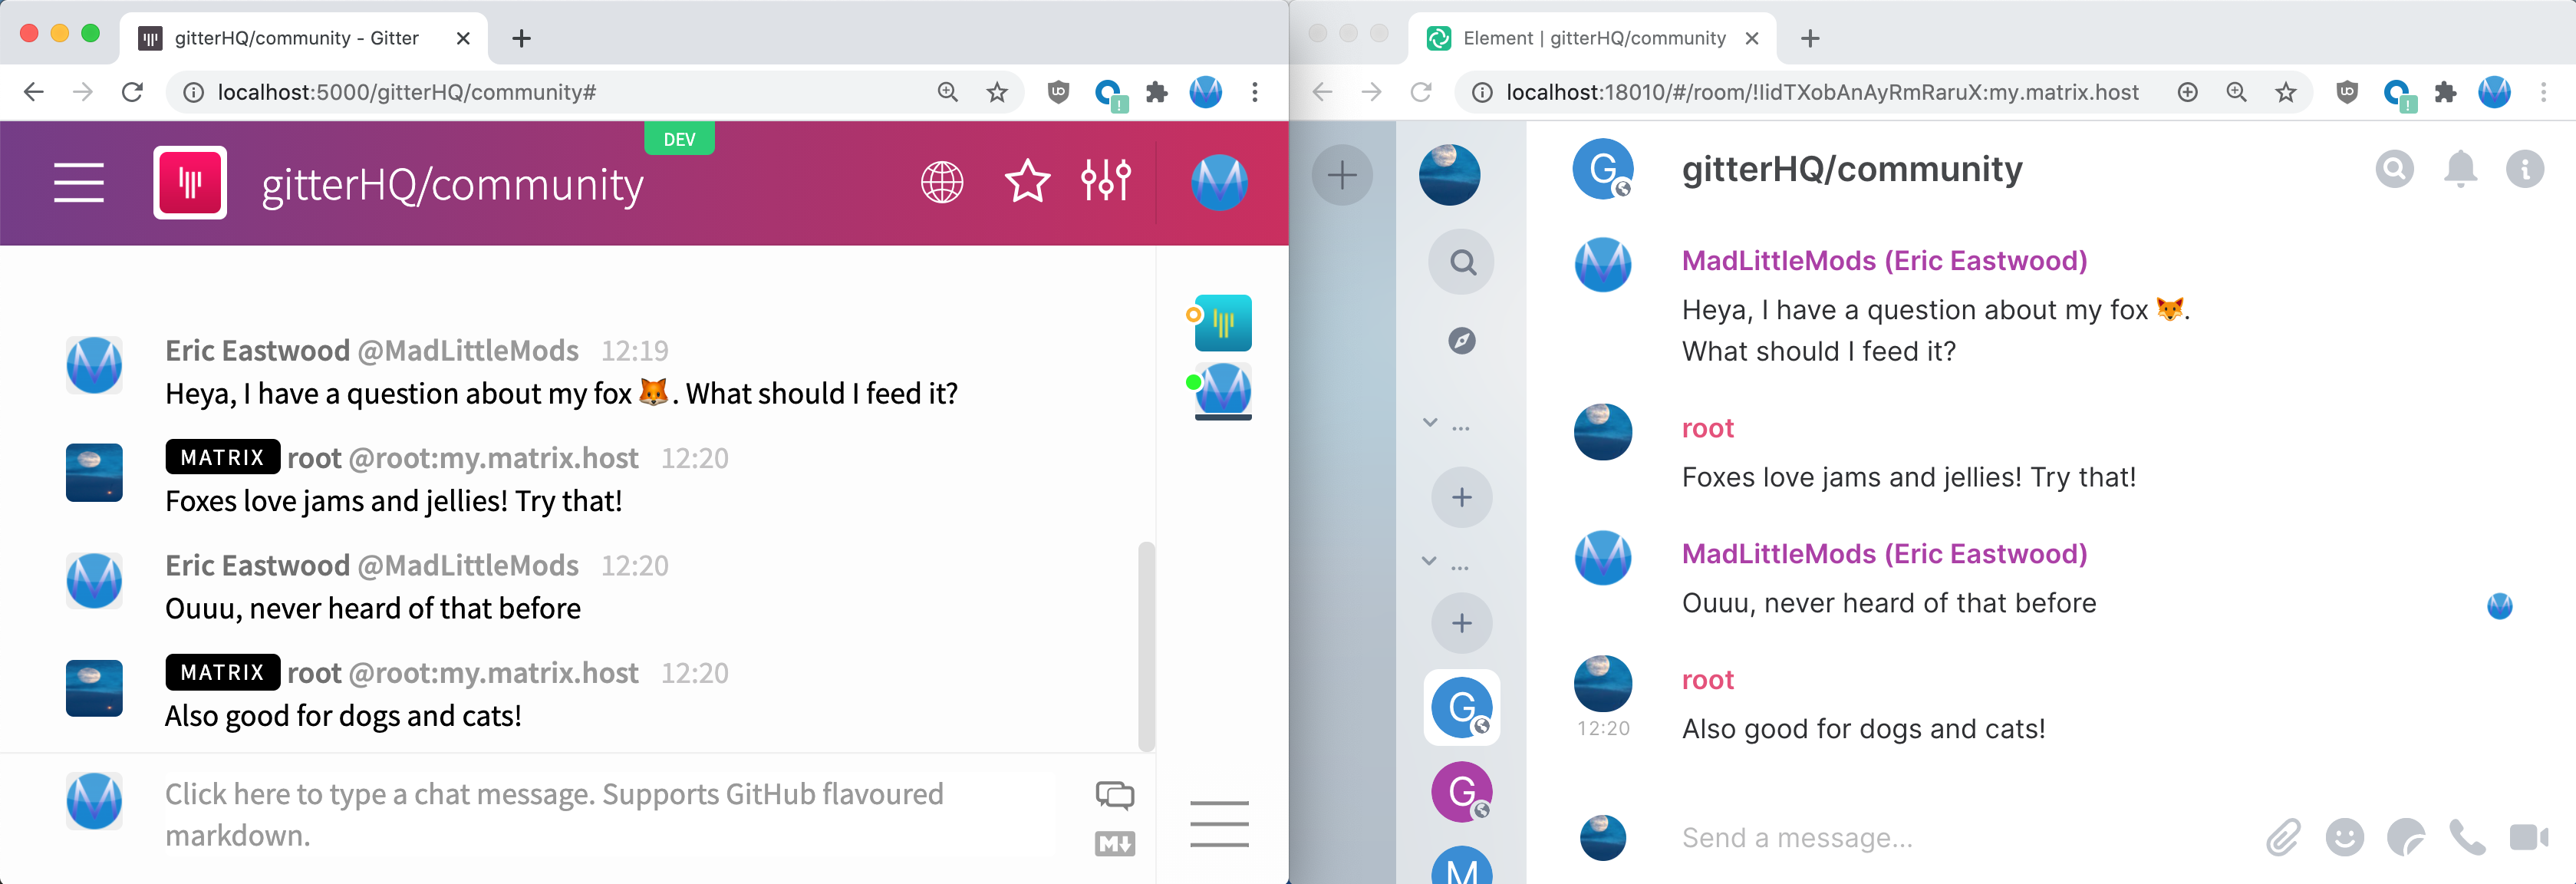 gitterHQ/community - Gitter
localhost:5000/gitterHQ/community#
DEV
gitterHQ/community
Eric Eastwood @MadLittleMods 12:19
Heya, I have a question about my fox 🦊. What should I feed it?
MATRIX root @root:my.matrix.host 12:20
Foxes love jams and jellies! Try that!
Eric Eastwood @MadLittleMods 12:20
Ouuu, never heard of that before
MATRIX root @root:my.matrix.host 12:20
Also good for dogs and cats!
Click here to type a chat message. Supports GitHub flavoured
markdown.
M
Element | gitterHQ/community
localhost:18010/#/room/!IidTXobAnAyRmRaruX:my.matrix.host
G
gitterHQ/community
MadLittleMods (Eric Eastwood)
Heya, I have a question about my fox 🦊.
What should I feed it?
root
Foxes love jams and jellies! Try that!
MadLittleMods (Eric Eastwood)
Ouuu, never heard of that before
root
12:20
Also good for dogs and cats!
Send a message...
...
...
G
G
M